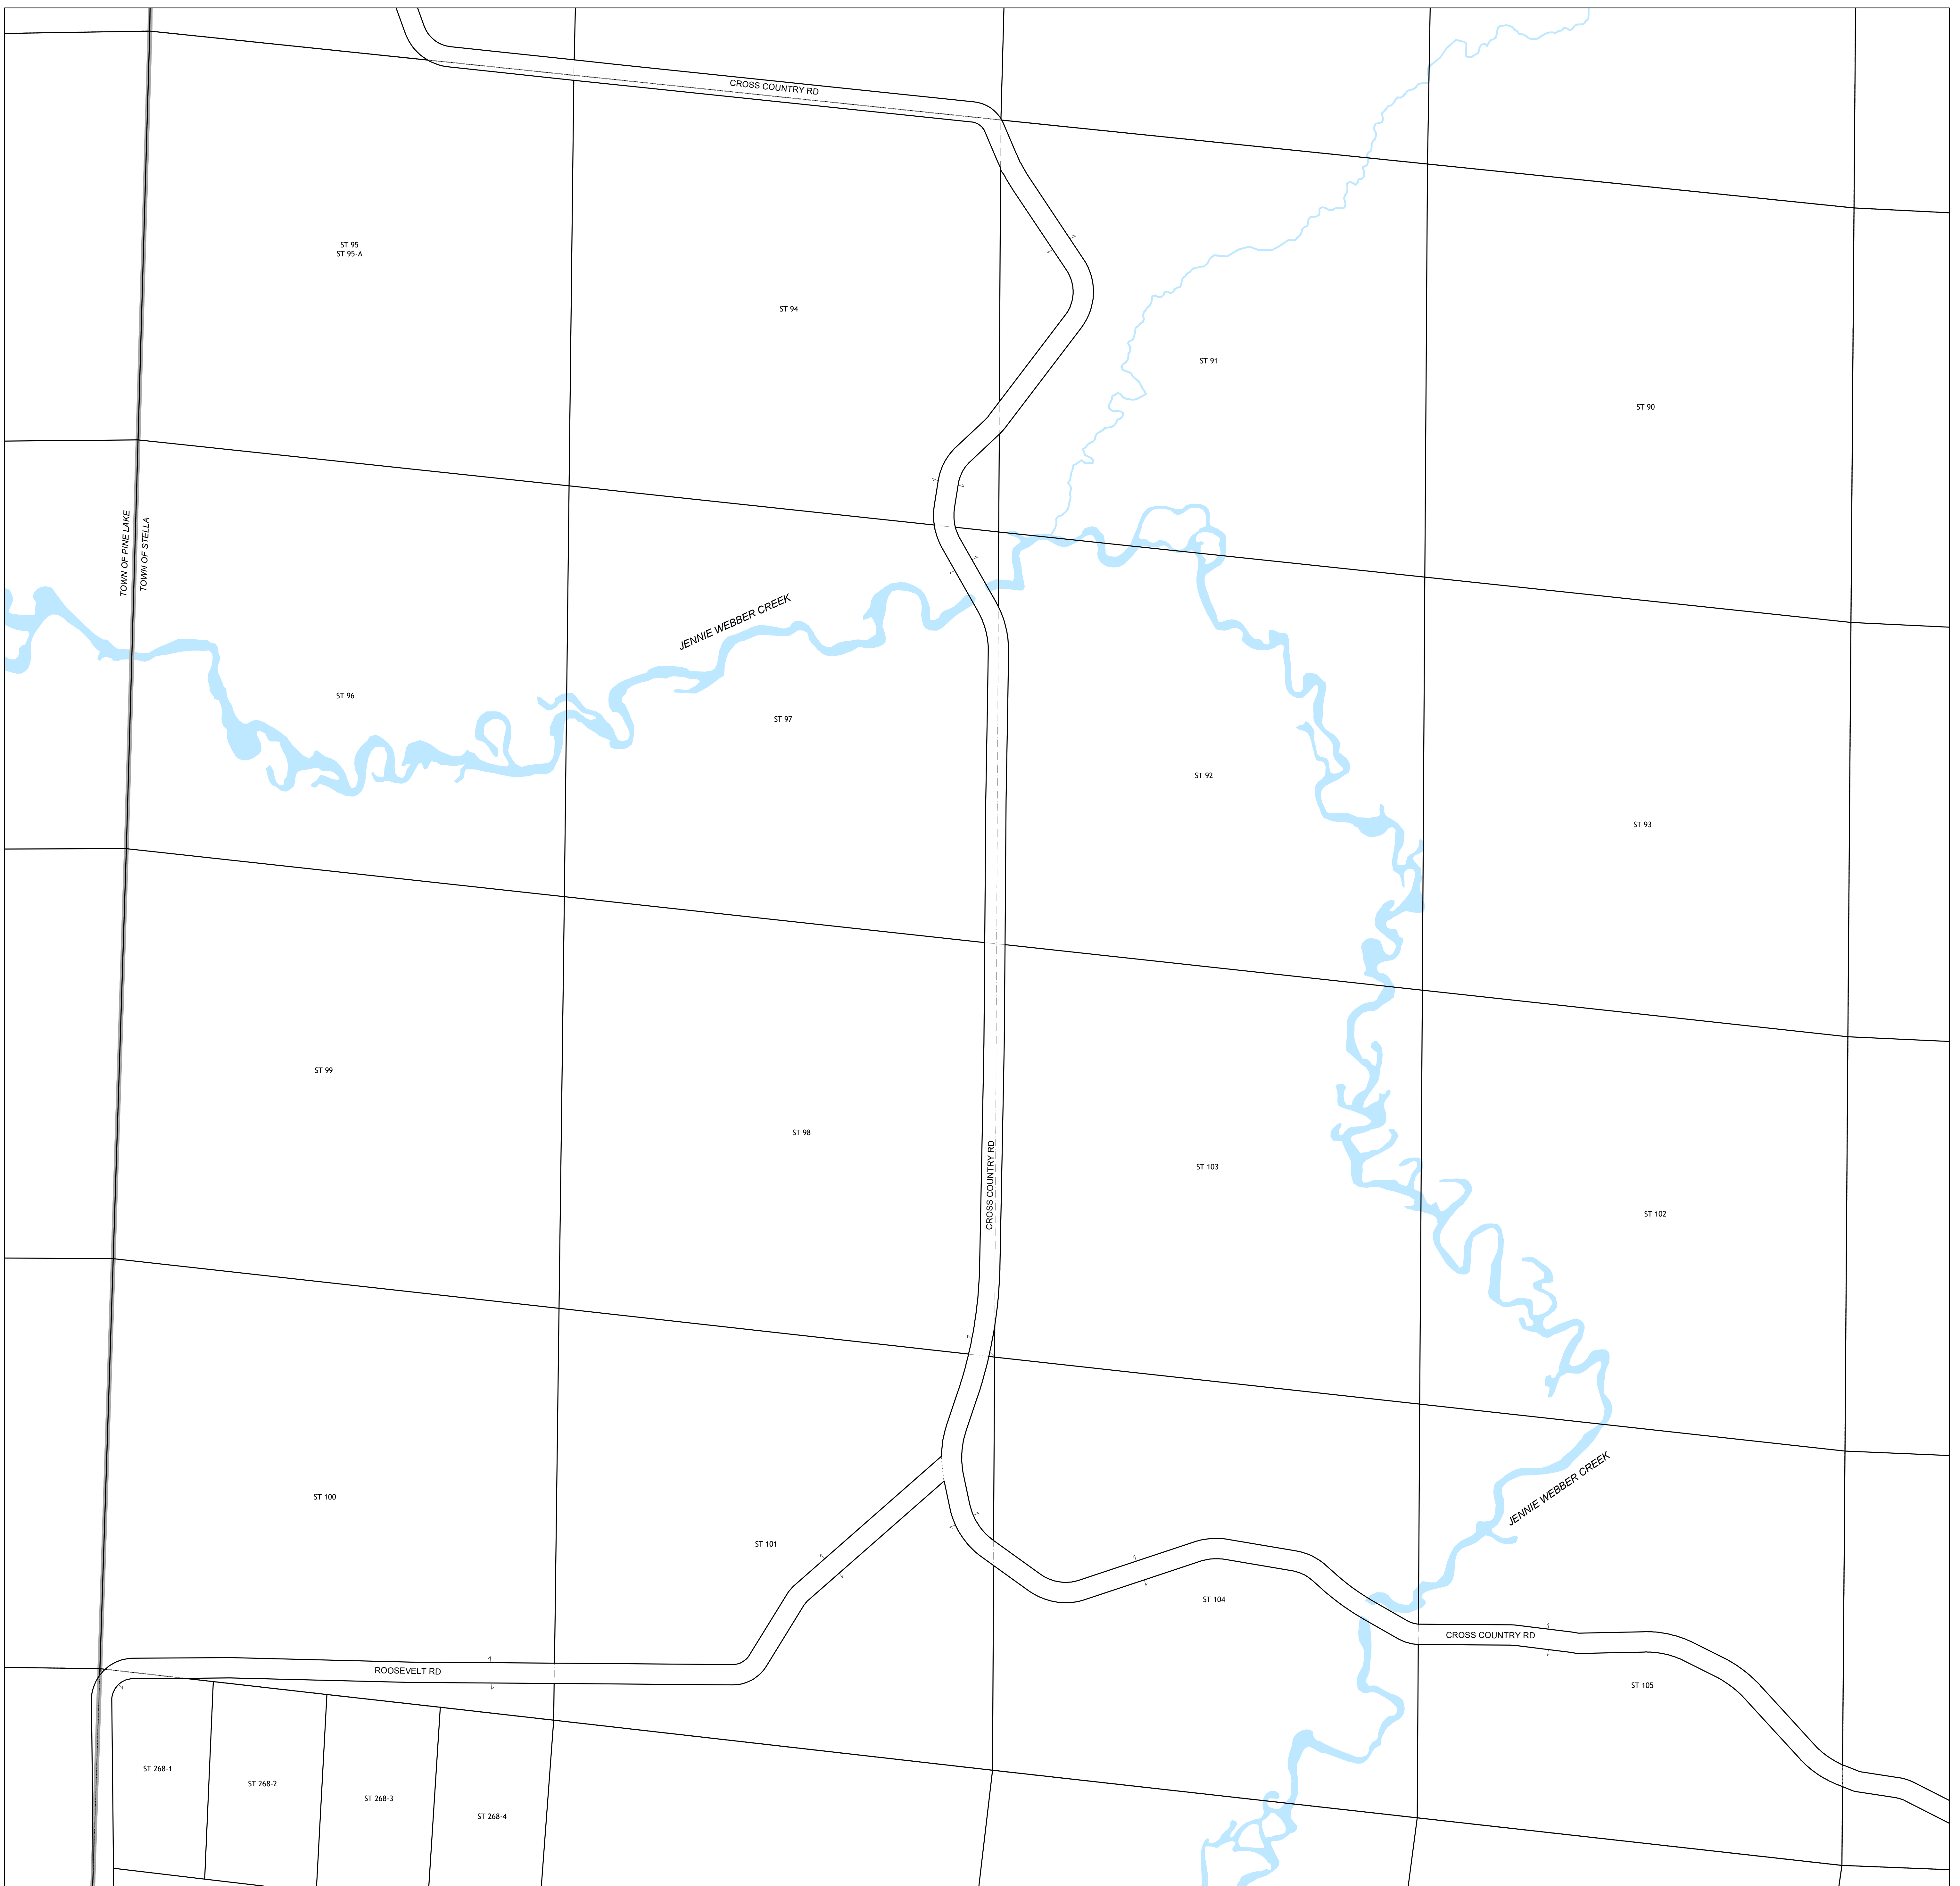 CROSS COUNTRY RD
ST 95
ST 95-A
ST 94
ST 91
ST 90
TOWN OF PINE LAKE
TOWN OF STELLA
JENNIE WEBBER CREEK
ST 96
ST 97
ST 92
ST 93
ST 99
ST 98
CROSS COUNTRY RD
ST 103
ST 102
JENNIE WEBBER CREEK
ST 100
ST 101
ST 104
CROSS COUNTRY RD
ROOSEVELT RD
ST 105
ST 268-1
ST 268-2
ST 268-3
ST 268-4